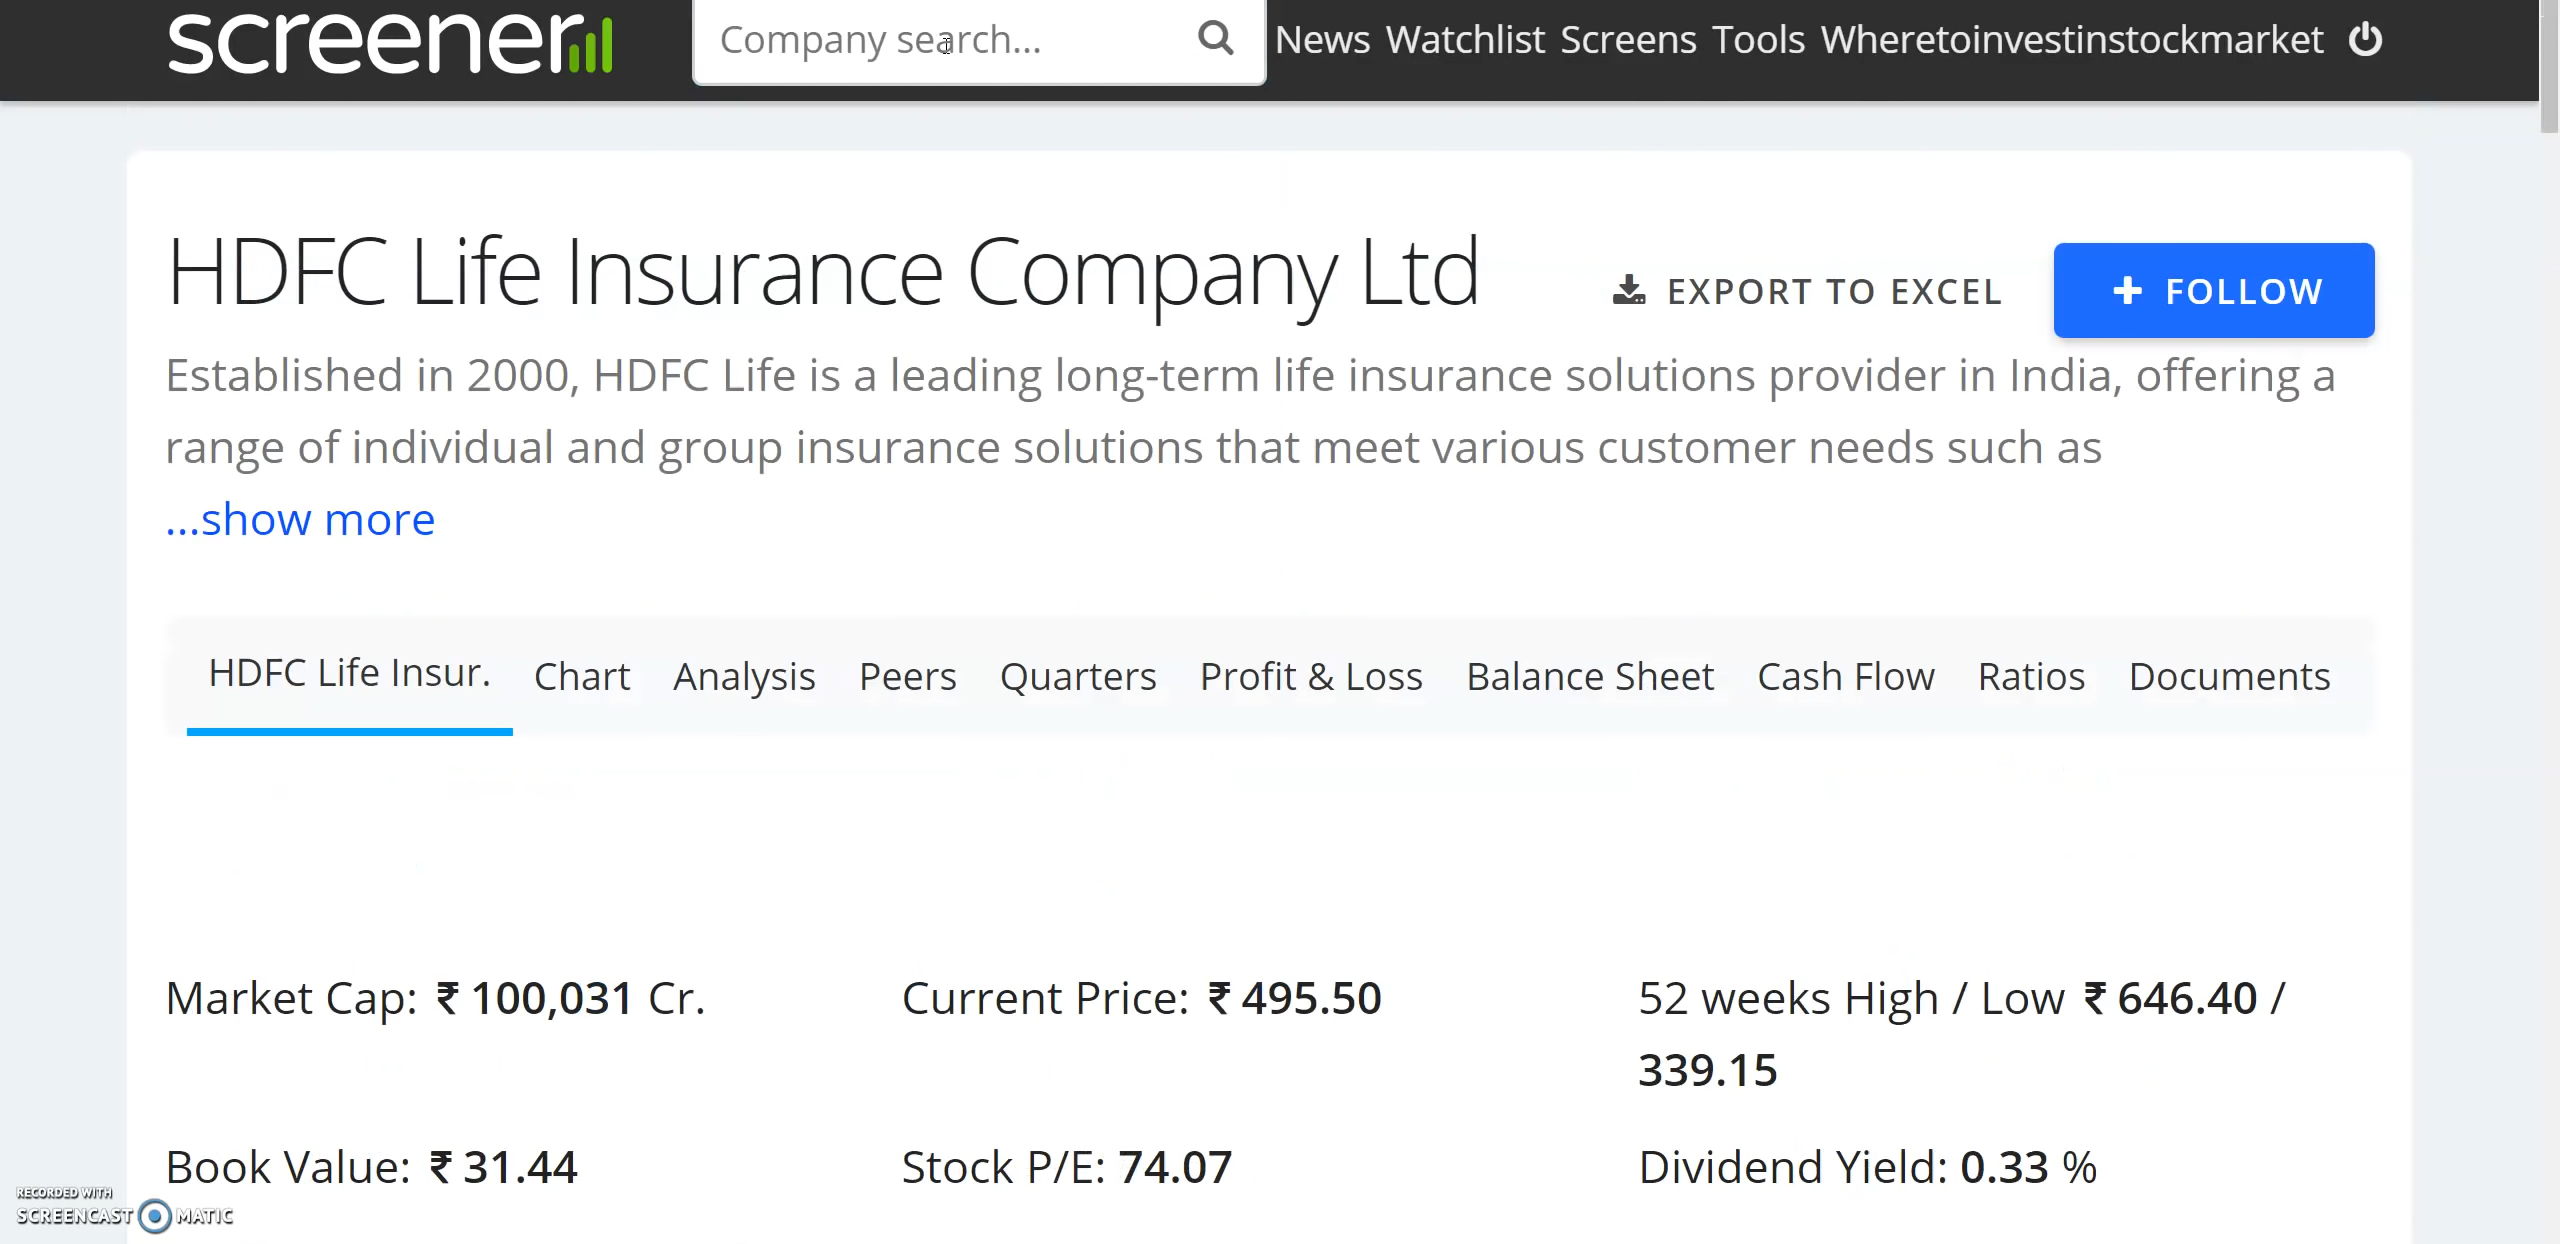 screener
Company search... News Watchlist Screens Tools Wheretoinvestinstockmarket
HDFC Life Insurance Company Ltd
EXPORT TO EXCEL
+ FOLLOW
Established in 2000, HDFC Life is a leading long-term life insurance solutions provider in India, offering a
range of individual and group insurance solutions that meet various customer needs such as
...show more
HDFC Life Insur. Chart Analysis Peers Quarters Profit & Loss Balance Sheet Cash Flow Ratios Documents
Market Cap: ₹ 100,031 Cr.
Current Price: ₹ 495.50
52 weeks High / Low ₹ 646.40 /
339.15
Book Value: ₹ 31.44
Stock P/E: 74.07
Dividend Yield: 0.33 %
RECORDED WITH
SCREENCAST MATIC